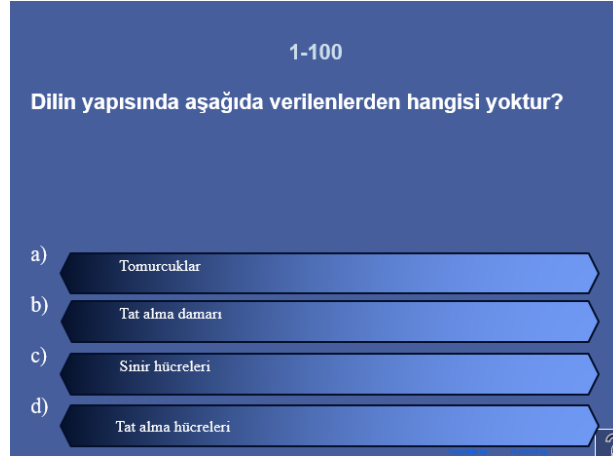 1-100
Dilin yapısında aşağıda verilenlerden hangisi yoktur?
a) Tomurcuklar
b) Tat alma damarı
c) Sinir hücreleri
d) Tat alma hücreleri